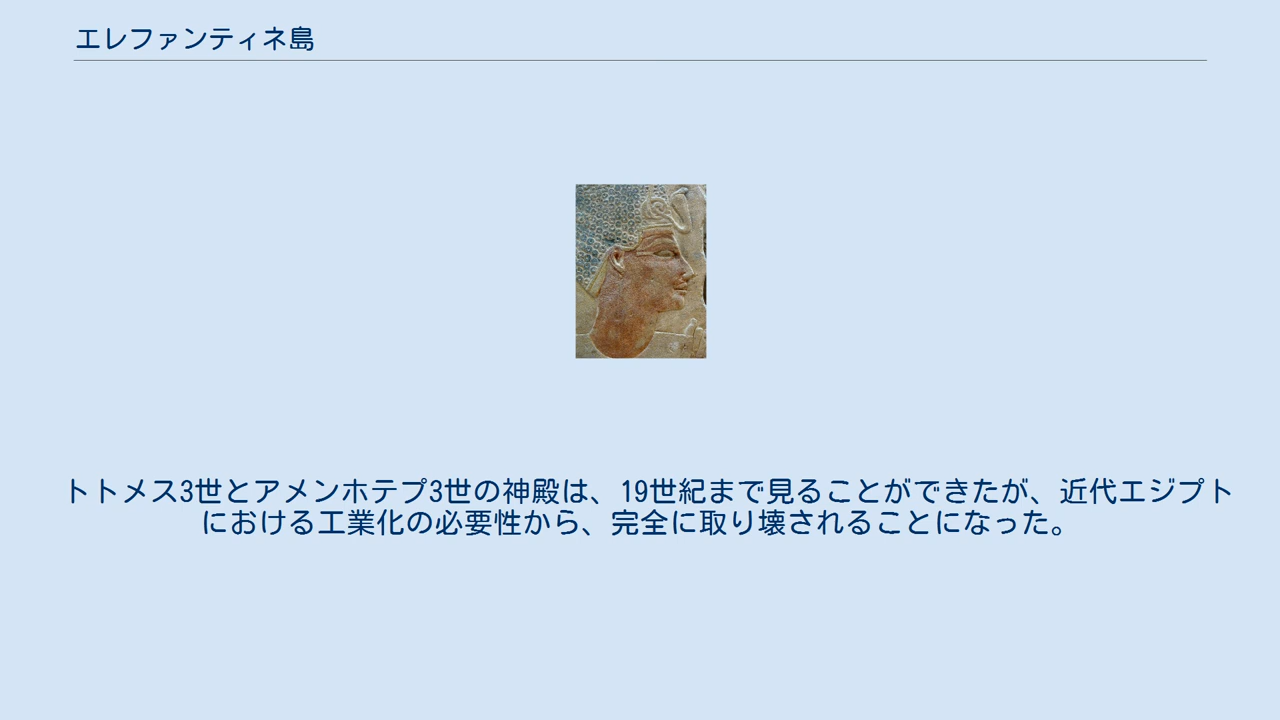 エレファンティネ島
トトメス3世とアメンホテプ3世の神殿は、19世紀まで見ることができたが、近代エジプト
における工業化の必要性から、完全に取り壊されることになった。